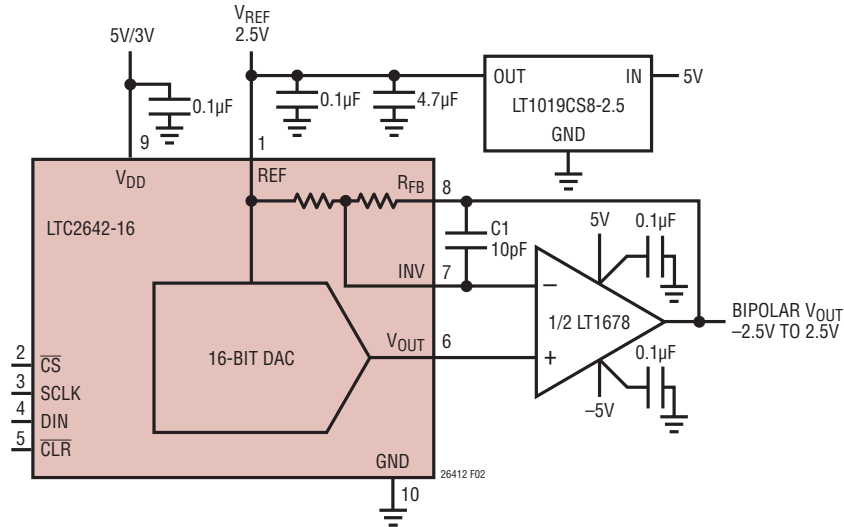 VREF
2.5V
5V/3V
0.1µF
0.1µF
4.7µF
OUT
IN
5V
LT1019CS8-2.5
GND
9
1
VDD
REF
RFB
8
LTC2642-16
C1
10pF
5V
0.1µF
INV
7
–
1/2 LT1678
BIPOLAR VOUT
–2.5V TO 2.5V
16-BIT DAC
VOUT
6
+
0.1µF
–5V
2
CS
3
SCLK
4
DIN
5
CLR
GND
10
26412 F02